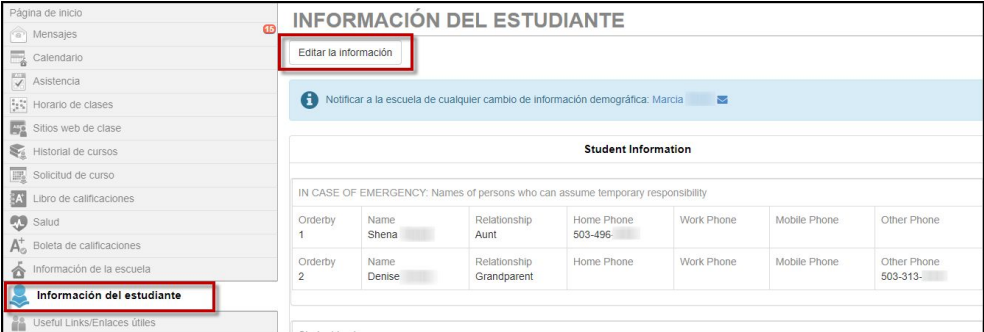 Página de inicio
Mensajes
15
Calendario
Asistencia
Horario de clases
Sitios web de clase
Historial de cursos
Solicitud de curso
Libro de calificaciones
Salud
Boleta de calificaciones
Información de la escuela
Información del estudiante
Useful Links/Enlaces útiles
INFORMACIÓN DEL ESTUDIANTE
Editar la información
Notificar a la escuela de cualquier cambio de información demográfica: Marcia
Student Information
IN CASE OF EMERGENCY: Names of persons who can assume temporary responsibility
Orderby Name Relationship Home Phone Work Phone Mobile Phone Other Phone
1 Shena Aunt 503-496-
Orderby Name Relationship Home Phone Work Phone Mobile Phone Other Phone
2 Denise Grandparent 503-313-